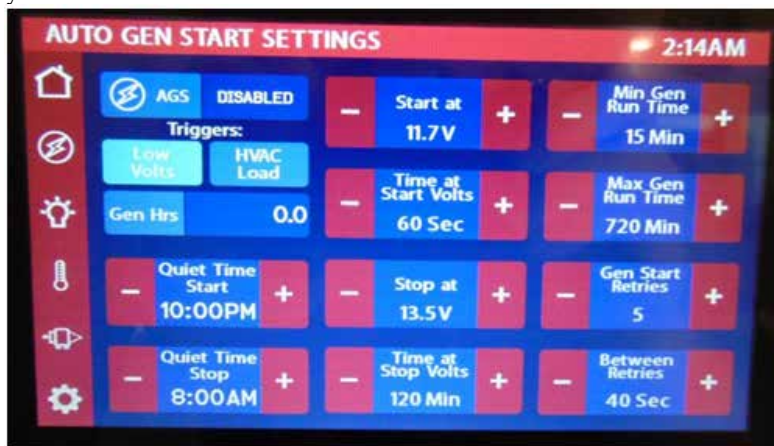 AUTO GEN START SETTINGS
2:14AM
AGS DISABLED
Triggers:
Low
Volts
HVAC
Load
Gen Hrs 0.0
- Quiet Time
Start
10:00PM +
- Quiet Time
Stop
8:00AM +
- Start at
11.7V +
- Time at
Start Volts
60 Sec +
- Stop at
13.5V +
- Time at
Stop Volts
120 Min +
- Min Gen
Run Time
15 Min +
- Max Gen
Run Time
720 Min +
- Gen Start
Retries
5 +
- Between
Retries
40 Sec +